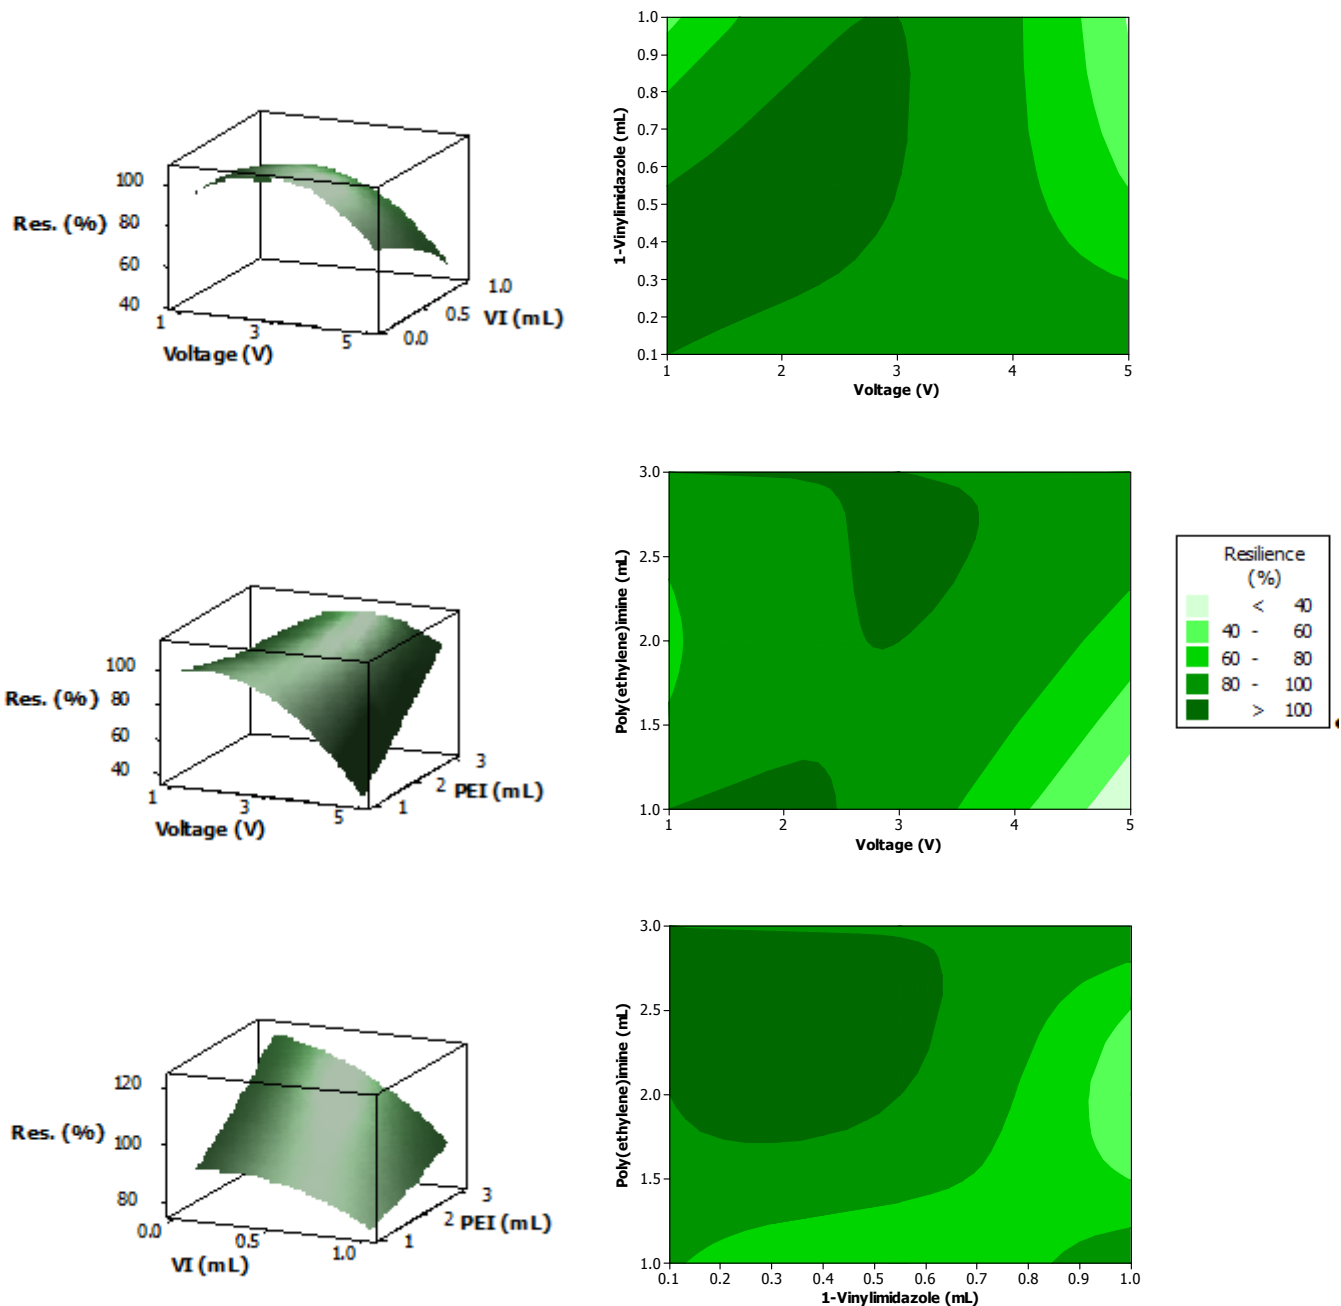 100
Res. (%)
80
60
40
1
3
5
Voltage (V)
0.0
0.5
1.0
VI (mL)
1.0
0.9
0.8
0.7
0.6
0.5
0.4
0.3
0.2
0.1
1-Vinylimidazole (mL)
1 2 3 4 5
Voltage (V)
100
Res. (%)
80
60
40
1
3
5
Voltage (V)
1
2
3
PEI (mL)
3.0
2.5
2.0
1.5
1.0
Poly(ethylene)imine (mL)
1 2 3 4 5
Voltage (V)
Resilience
(%)
< 40
40 - 60
60 - 80
80 - 100
> 100
120
Res. (%)
100
80
0.0
0.5
1.0
VI (mL)
1
2
3
PEI (mL)
3.0
2.5
2.0
1.5
1.0
Poly(ethylene)imine (mL)
0.1 0.2 0.3 0.4 0.5 0.6 0.7 0.8 0.9 1.0
1-Vinylimidazole (mL)